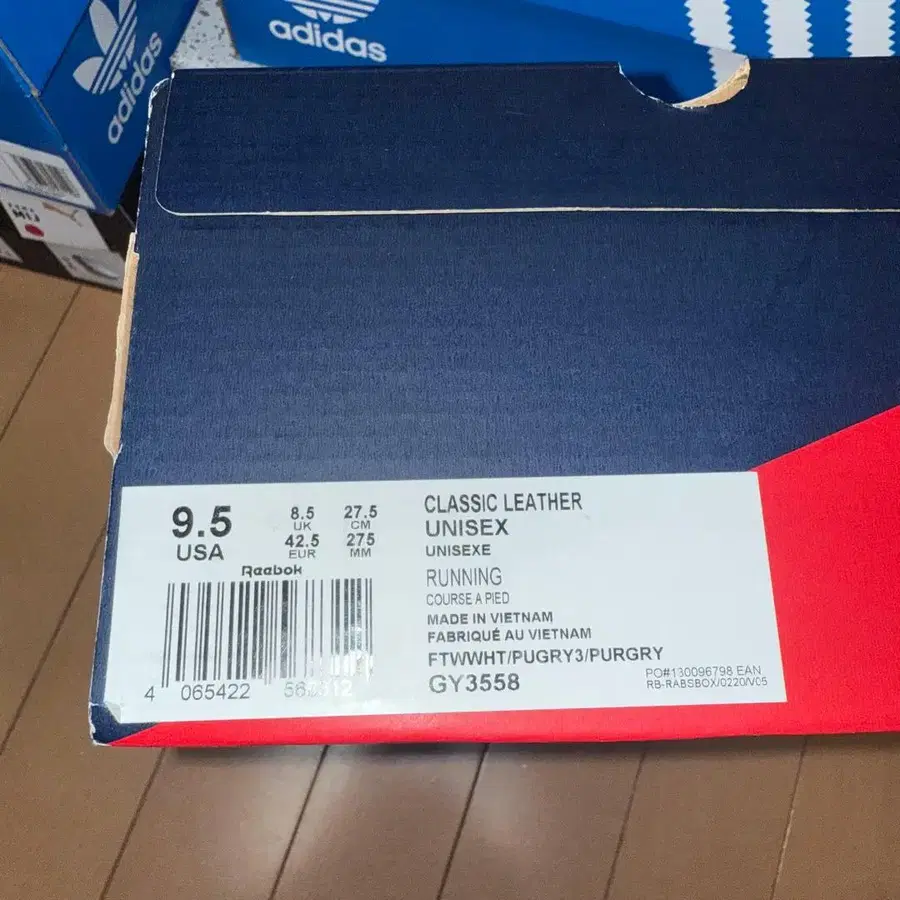 adidas
adidas
9.5
USA
8.5
UK
27.5
CM
42.5
EUR
275
MM
Reebok
4 065422
CLASSIC LEATHER
UNISEX
UNISEXE
RUNNING
COURSE A PIED
MADE IN VIETNAM
FABRIQUÉ AU VIETNAM
FTWWHT/PUGRY3/PURGRY
GY3558
PO#130096798 EAN
RB-RABSBOX/0220/V05